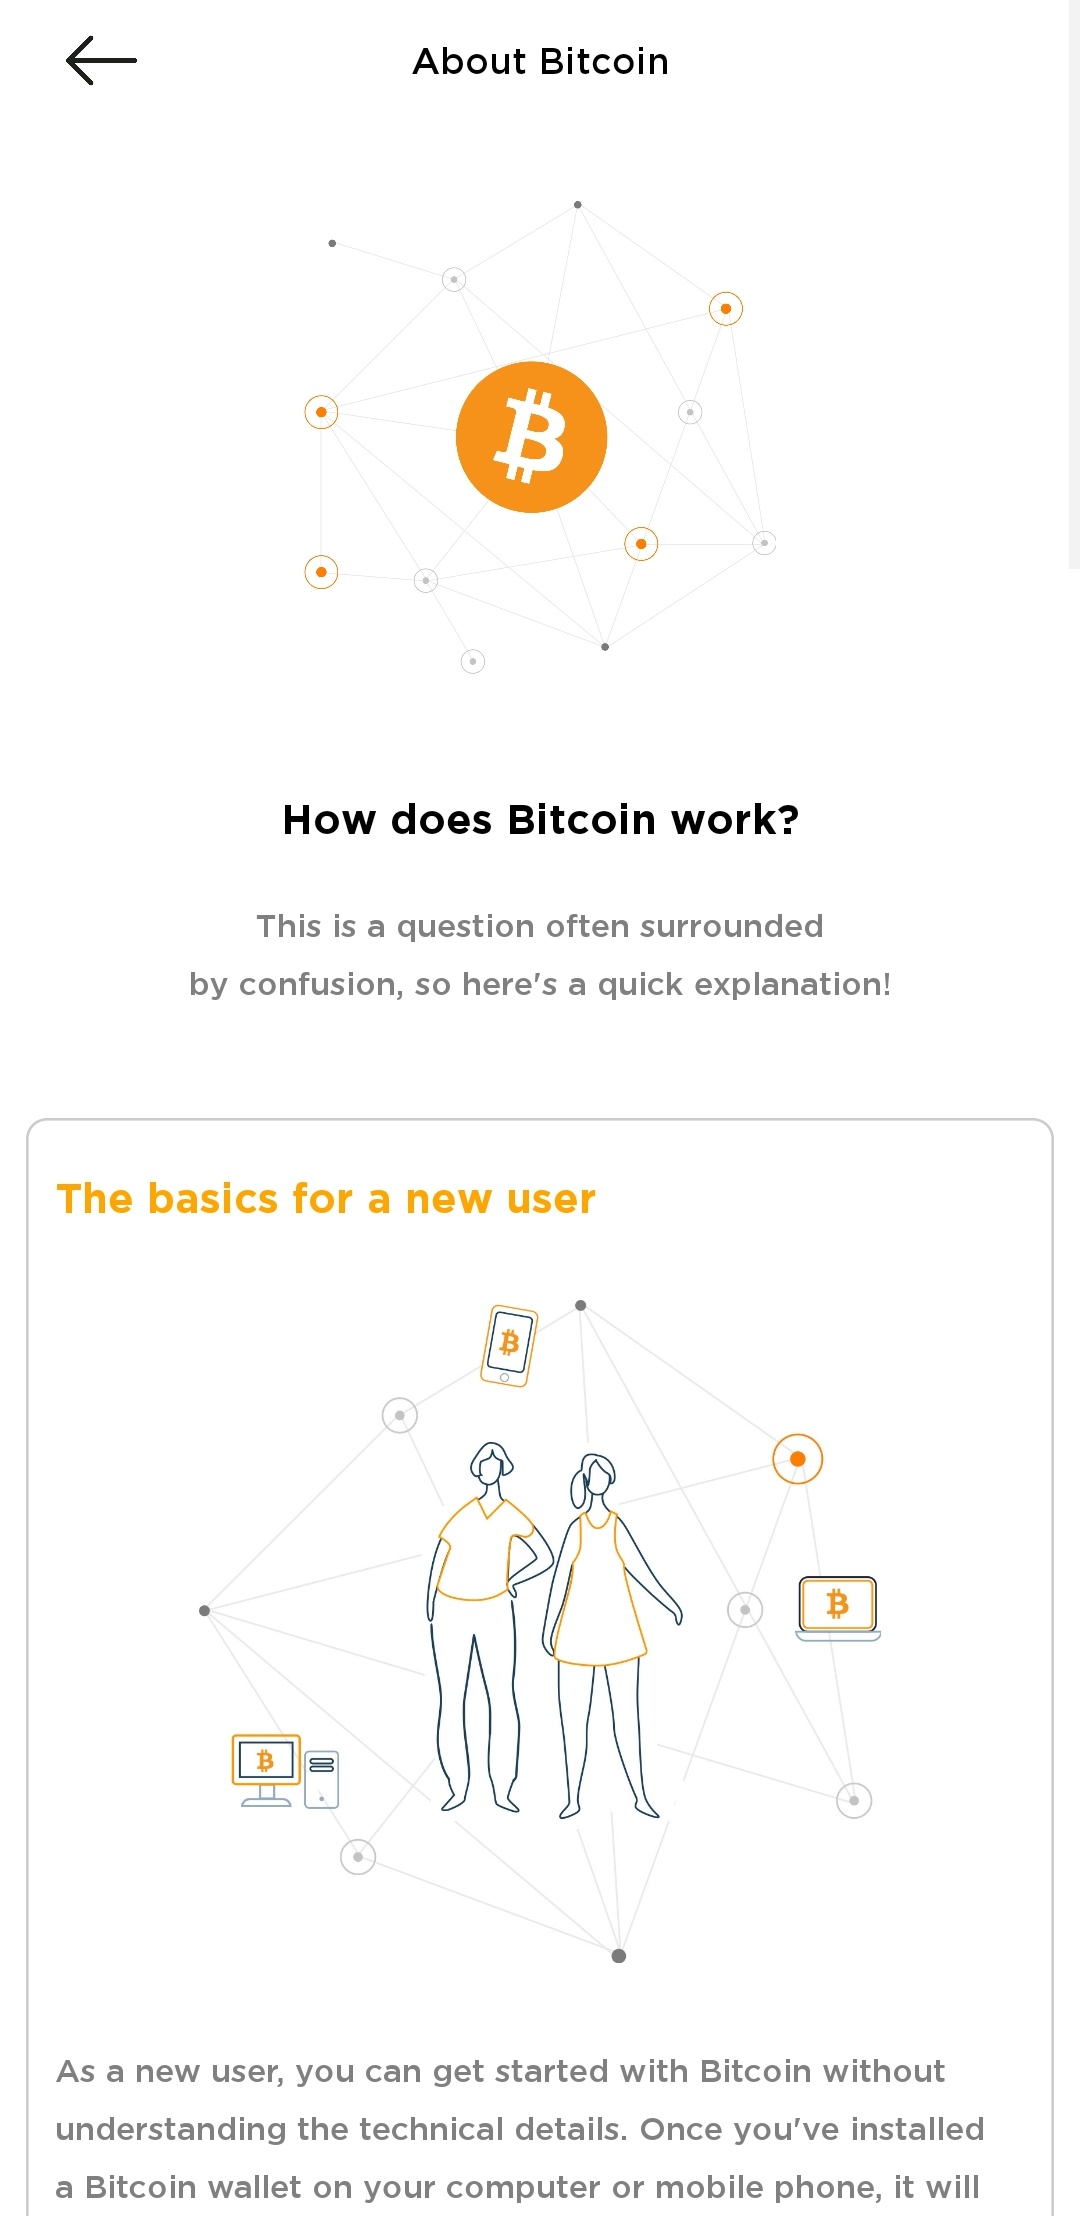 About Bitcoin
How does Bitcoin work?
This is a question often surrounded
by confusion, so here's a quick explanation!
The basics for a new user
As a new user, you can get started with Bitcoin without
understanding the technical details. Once you've installed
a Bitcoin wallet on your computer or mobile phone, it will